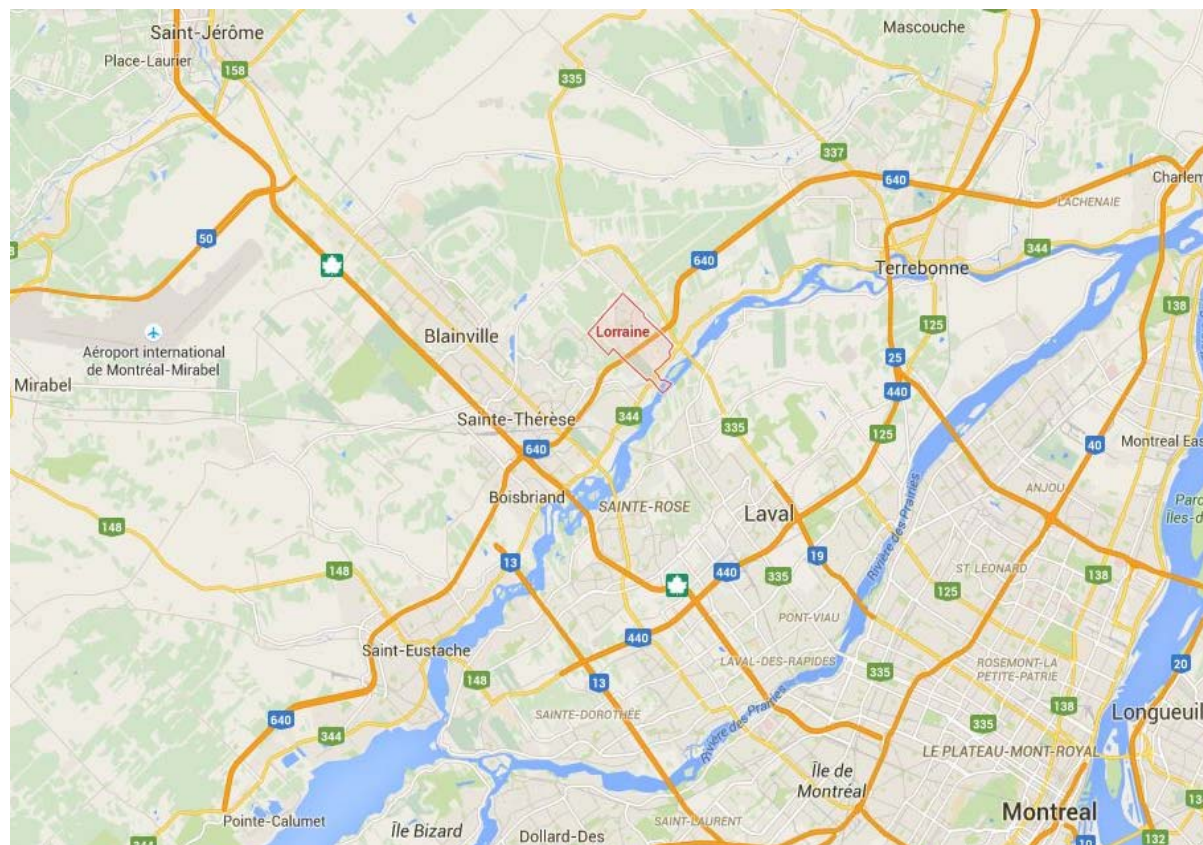 Saint-Jérôme
Mascouche
Place-Laurier
158
335
337
640
Charlem
LACHENAIE
50
344
640
Terrebonne
138
125
Lorraine
Blainville
Aéroport international
de Montréal-Mirabel
25
Mirabel
440
344
Sainte-Thérèse
335
125
640
40
Montreal Eas
Boisbriand
SAINTE-ROSE
ANJOU
Parc
Îles-d
Laval
148
Rivière des Prairies
13
19
148
440
335
ST. LEONARD
138
125
PONT-VIAU
440
Saint-Eustache
LAVAL-DES-RAPIDES
ROSEMONT-LA
PETITE-PATRIE
20
335
148
13
Rivière des Prairies
138
SAINTE-DOROTHÉE
Longueuil
640
335
344
LE PLATEAU-MONT-ROYAL
Île de
Montréal
Montreal
Pointe-Calumet
Île Bizard
SAINT-LAURENT
Dollard-Des
132
344
10